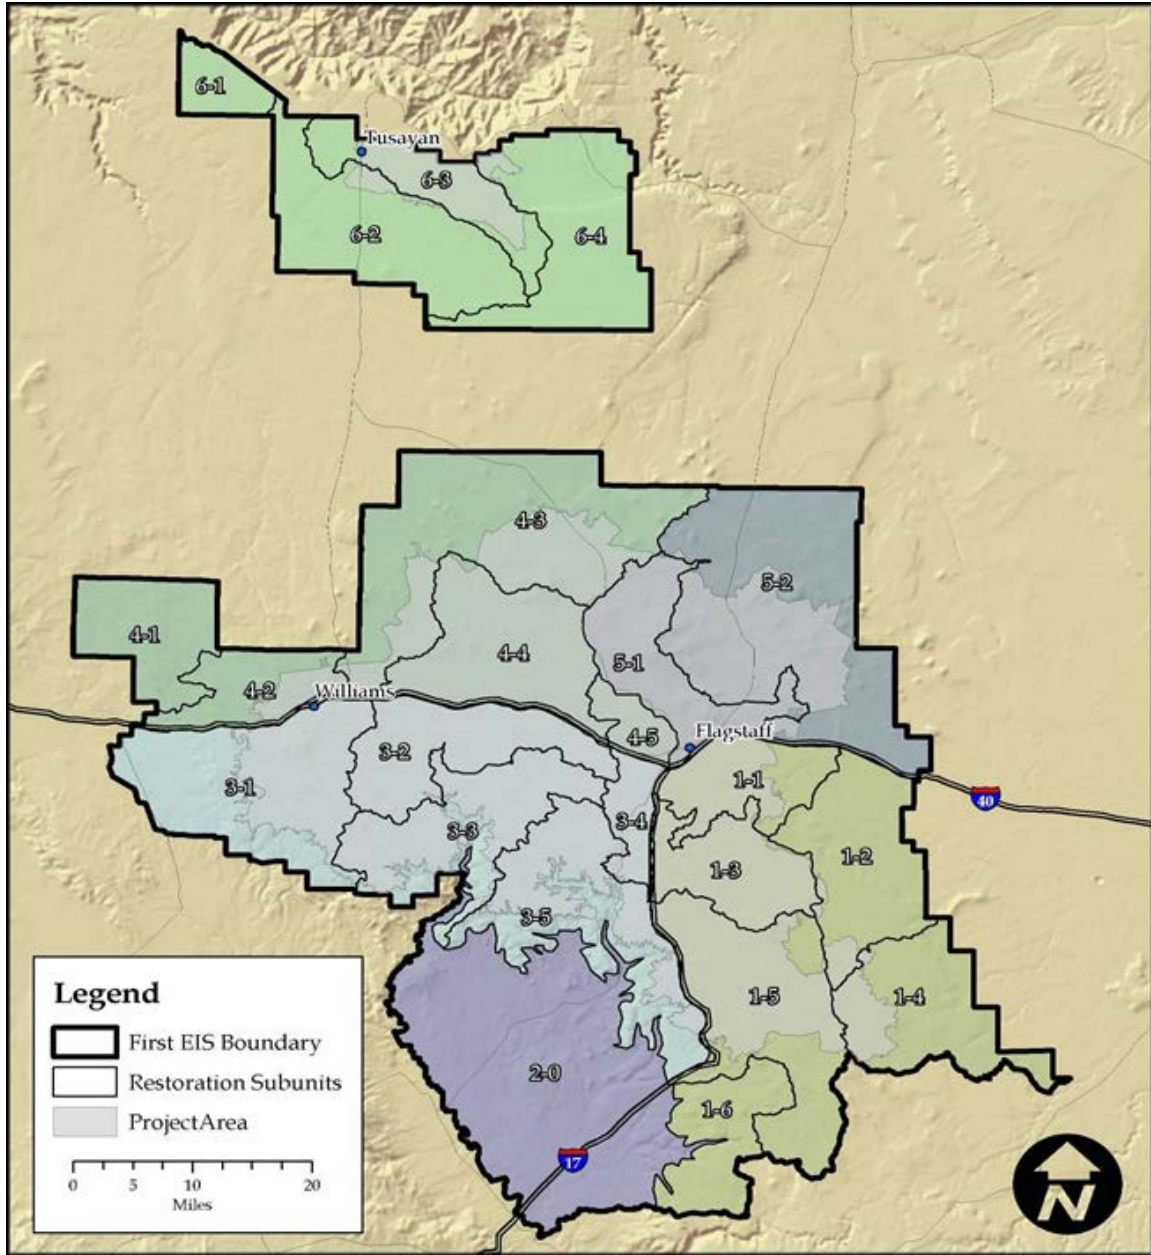 6-1
Tusayan
6-3
6-2
6-4
4-3
5-2
4-1
4-4
5-1
4-2
Williams
Flagstaff
4-5
3-2
1-1
3-1
40
3-4
3-3
1-2
1-3
3-5
1-5
1-4
2-0
1-6
17
Legend
First EIS Boundary
Restoration Subunits
ProjectArea
0 5 10 20
Miles
N